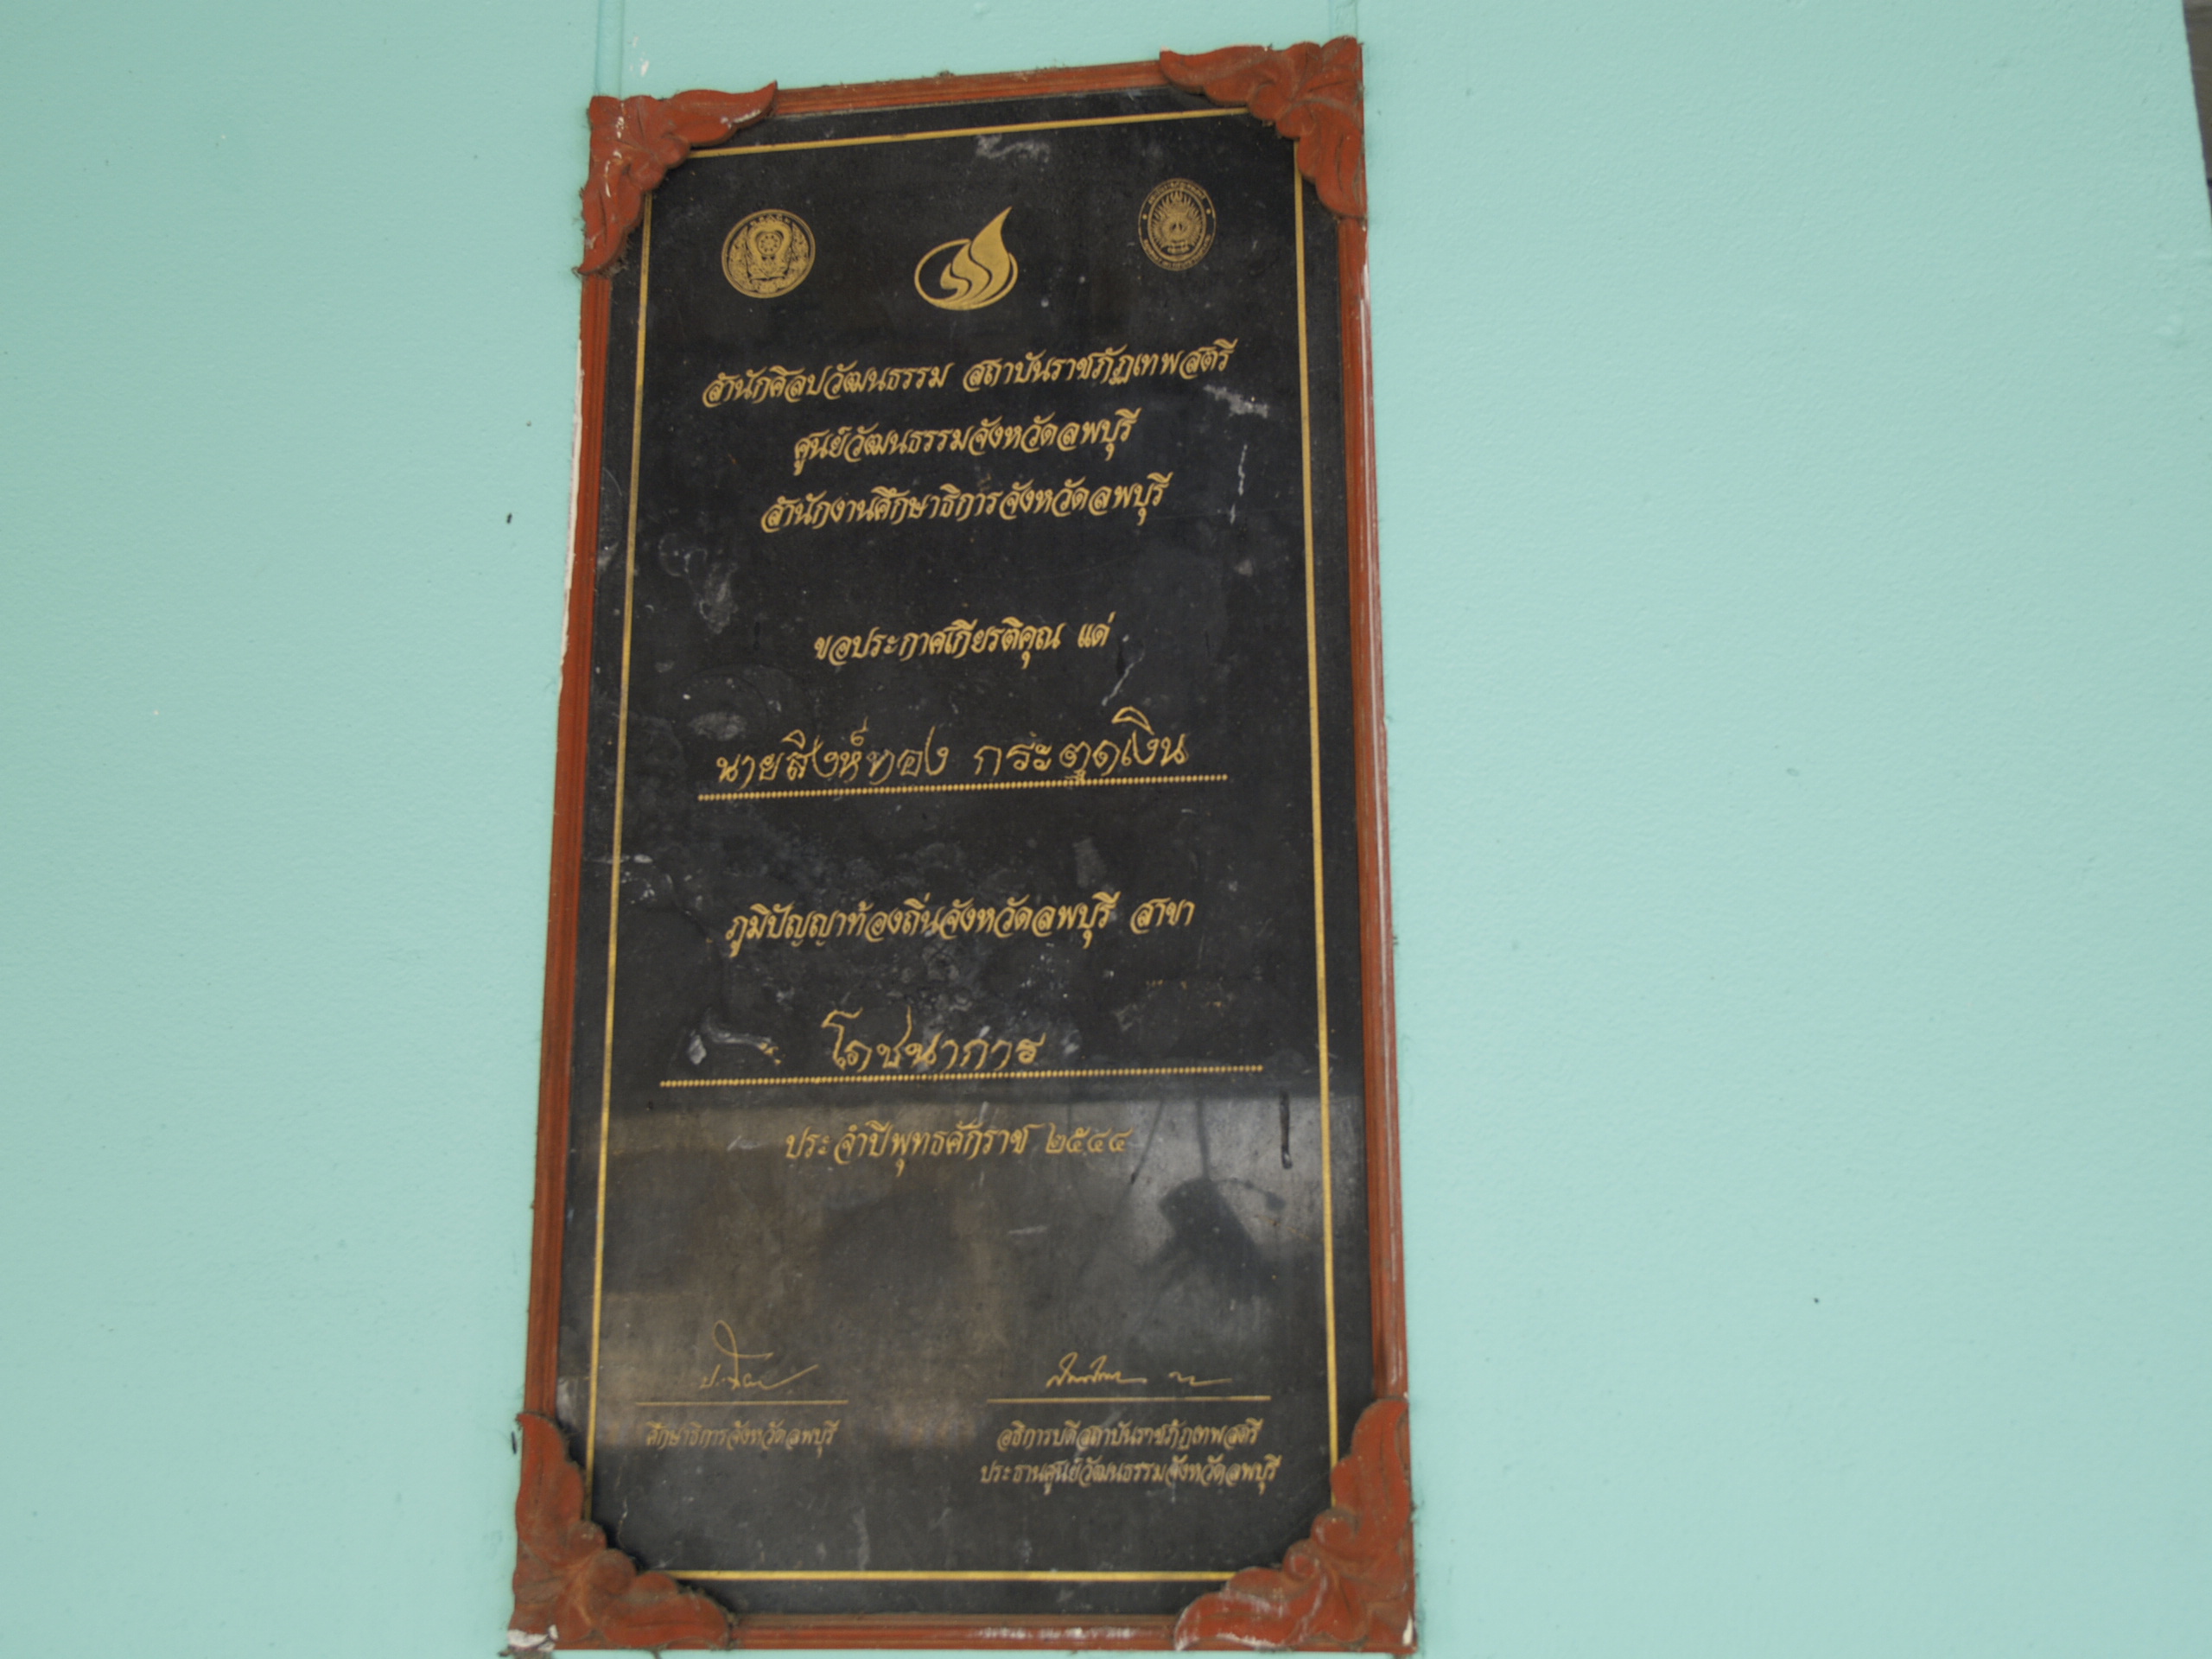 สำนักศิลปวัฒนธรรม สถาบันราชภัฏเทพสตรี
ศูนย์วัฒนธรรมจังหวัดลพบุรี
สำนักงานศึกษาธิการจังหวัดลพบุรี
ขอประกาศเกียรติคุณ แด่
นายสิงห์ทอง กระตุดเงิน
ภูมิปัญญาท้องถิ่นจังหวัดลพบุรี สาขา
โภชนาการ
ประจำปีพุทธศักราช ๒๕๔๔
ศึกษาธิการจังหวัดลพบุรี
อธิการบดีสถาบันราชภัฏเทพสตรี
ประธานศูนย์วัฒนธรรมจังหวัดลพบุรี